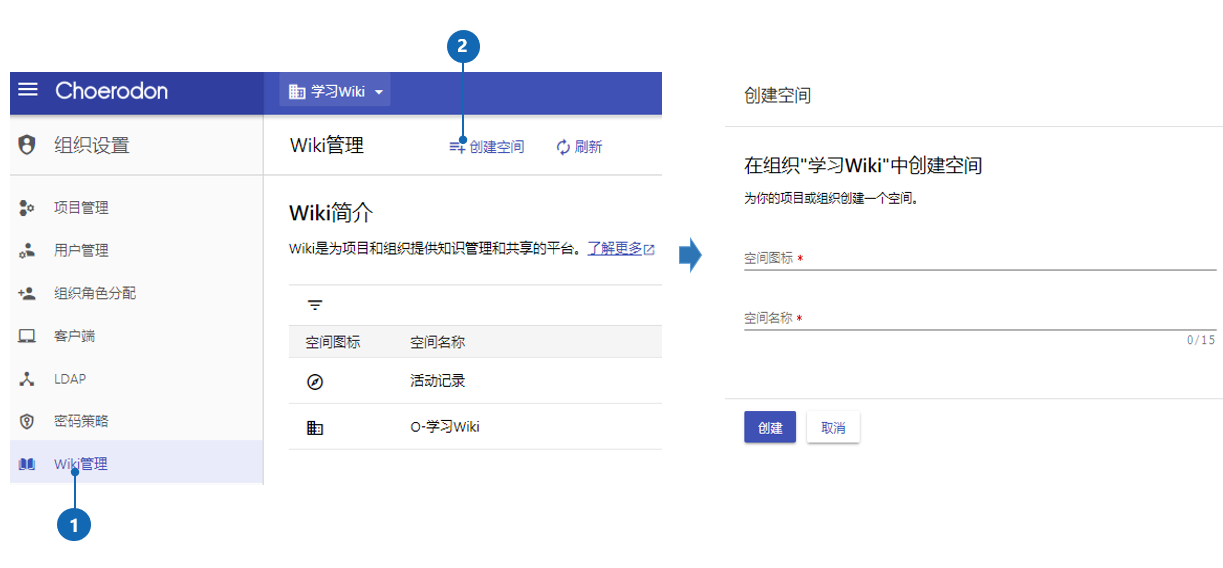 2
Choerodon
学习Wiki
组织设置
项目管理
用户管理
组织角色分配
客户端
LDAP
密码策略
Wiki管理
1
Wiki管理
创建空间
刷新
Wiki简介
Wiki是为项目和组织提供知识管理和共享的平台。了解更多
空间图标 空间名称
活动记录
O-学习Wiki
创建空间
在组织"学习Wiki"中创建空间
为你的项目或组织创建一个空间。
空间图标 *
空间名称 *
0/15
创建 取消